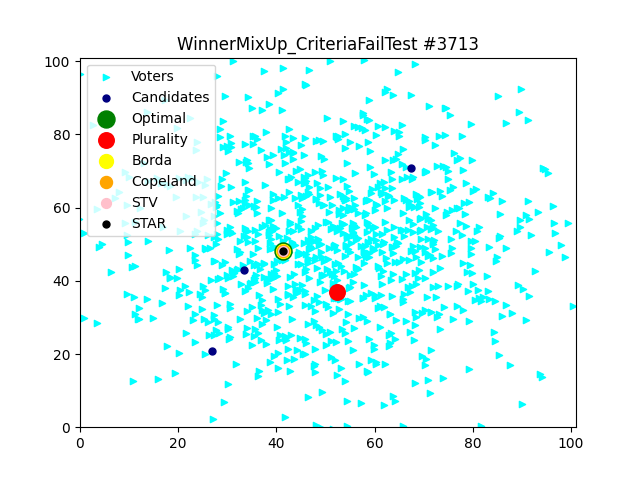 WinnerMixUp_CriteriaFailTest #3713
100
80
60
40
20
0
Voters
Candidates
Optimal
Plurality
Borda
Copeland
STV
STAR
0 20 40 60 80 100